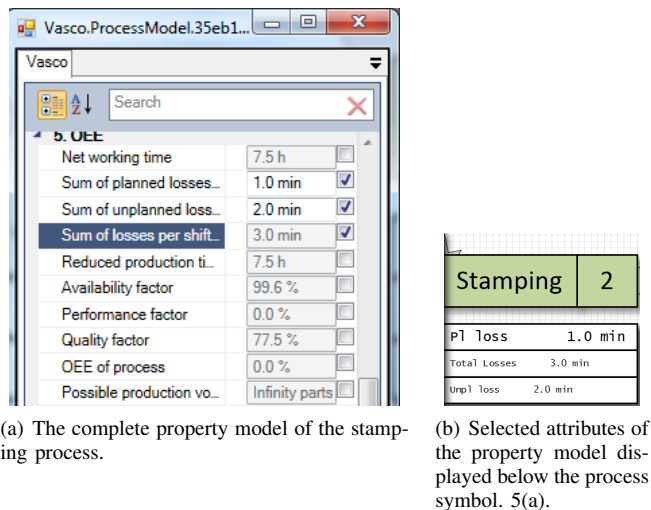 Vasco.ProcessModel.35eb1...
Vasco
Search
5. OEE
Net working time 7.5 h
Sum of planned losses... 1.0 min
Sum of unplanned loss... 2.0 min
Sum of losses per shift... 3.0 min
Reduced production ti... 7.5 h
Availability factor 99.6 %
Performance factor 0.0 %
Quality factor 77.5 %
OEE of process 0.0 %
Possible production vo... Infinity parts
(a) The complete property model of the stamp-
ing process.
Stamping 2
Pl loss 1.0 min
Total Losses 3.0 min
Unpl loss 2.0 min
(b) Selected attributes of
the property model dis-
played below the process
symbol. 5(a).